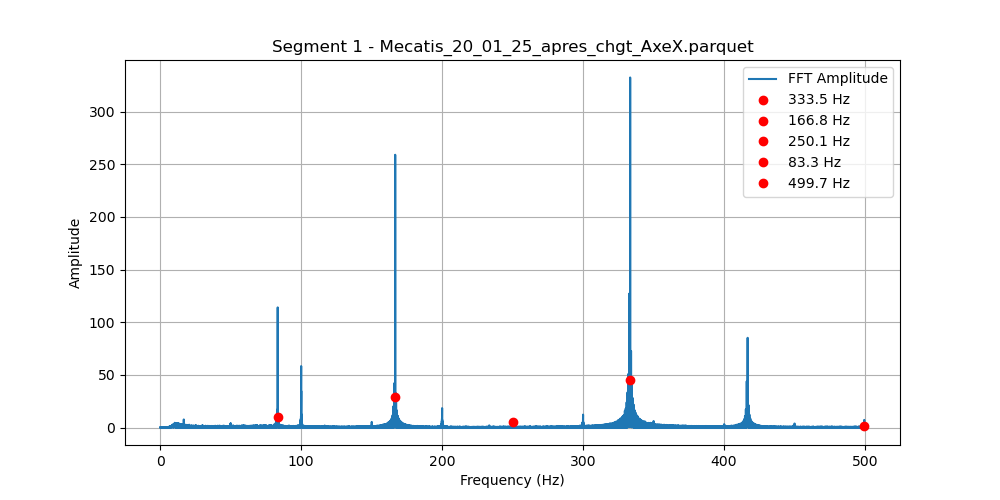 Segment 1 - Mecatis_20_01_25_apres_chgt_AxeX.parquet
FFT Amplitude
333.5 Hz
166.8 Hz
250.1 Hz
83.3 Hz
499.7 Hz
Amplitude
300
250
200
150
100
50
0
0 100 200 300 400 500
Frequency (Hz)